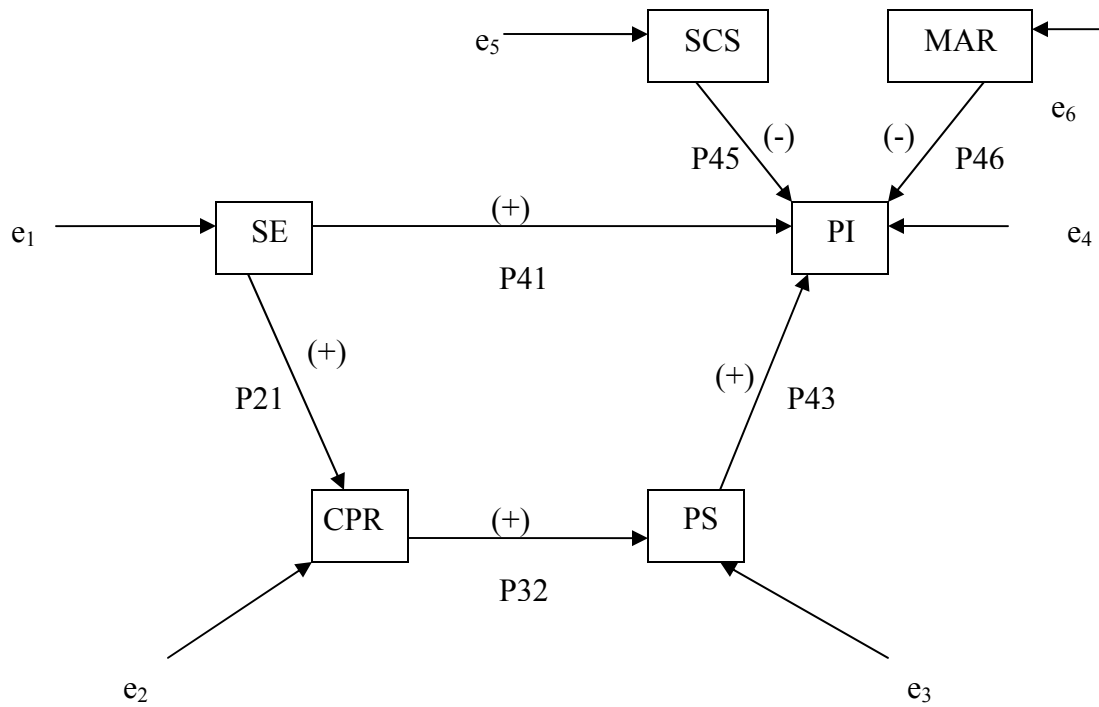 e₅
SCS
MAR
e₆
(-)
(-)
P45
P46
e₁
SE
(+)
PI
e₄
P41
(+)
P21
(+)
P43
CPR
(+)
PS
P32
e₂
e₃